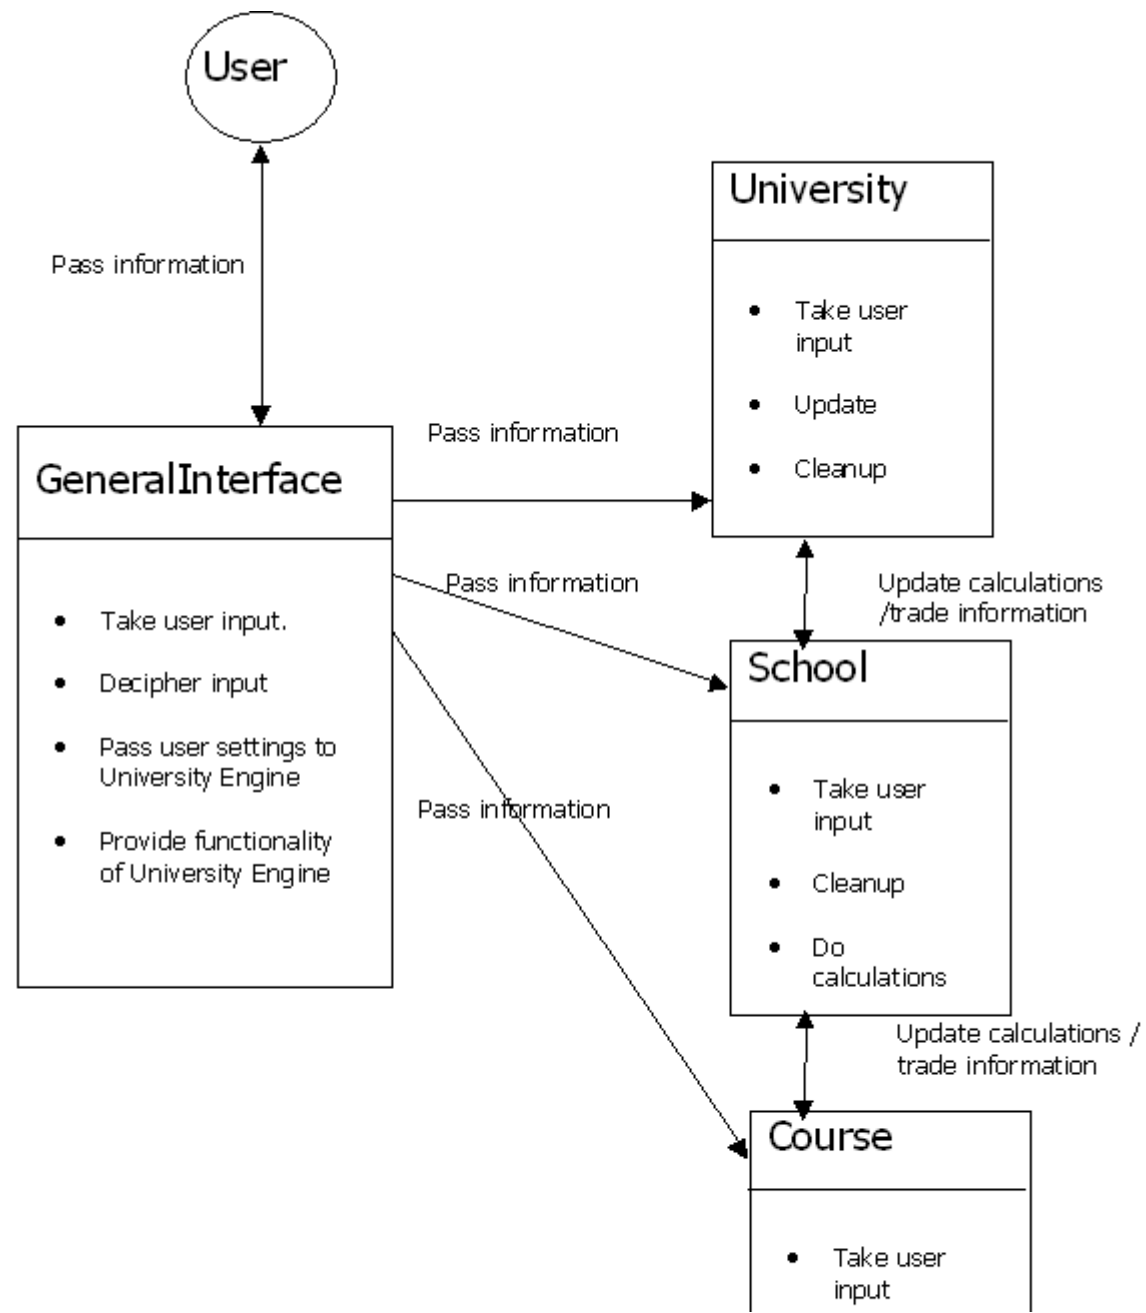 User
Pass information
GeneralInterface
• Take user input.
• Decipher input
• Pass user settings to
University Engine
• Provide functionality
of University Engine
Pass information
Pass information
Pass information
University
• Take user
input
• Update
• Cleanup
Update calculations
/trade information
School
• Take user
input
• Cleanup
• Do
calculations
Update calculations /
trade information
Course
• Take user
input